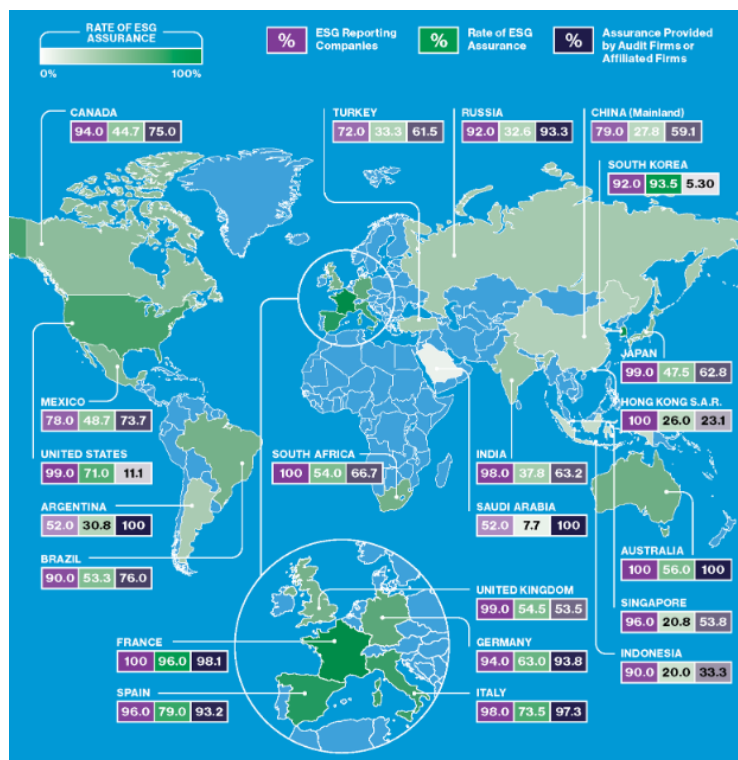 RATE OF ESG
ASSURANCE
0% 100%
% ESG Reporting
Companies
% Rate of ESG
Assurance
% Assurance Provided
by Audit Firms or
Affiliated Firms
CANADA
94.0 44.7 75.0
TURKEY
72.0 33.3 61.5
RUSSIA
92.0 32.6 93.3
CHINA (Mainland)
79.0 27.8 59.1
SOUTH KOREA
92.0 93.5 5.30
JAPAN
99.0 47.5 62.8
HONG KONG S.A.R.
100 26.0 23.1
MEXICO
78.0 48.7 73.7
UNITED STATES
99.0 71.0 11.1
ARGENTINA
52.0 30.8 100
BRAZIL
90.0 53.3 76.0
SOUTH AFRICA
100 54.0 66.7
INDIA
98.0 37.8 63.2
SAUDI ARABIA
52.0 7.7 100
AUSTRALIA
100 56.0 100
SINGAPORE
96.0 20.8 53.8
INDONESIA
90.0 20.0 33.3
UNITED KINGDOM
99.0 54.5 53.5
FRANCE
100 96.0 98.1
GERMANY
94.0 63.0 93.8
SPAIN
96.0 79.0 93.2
ITALY
98.0 73.5 97.3